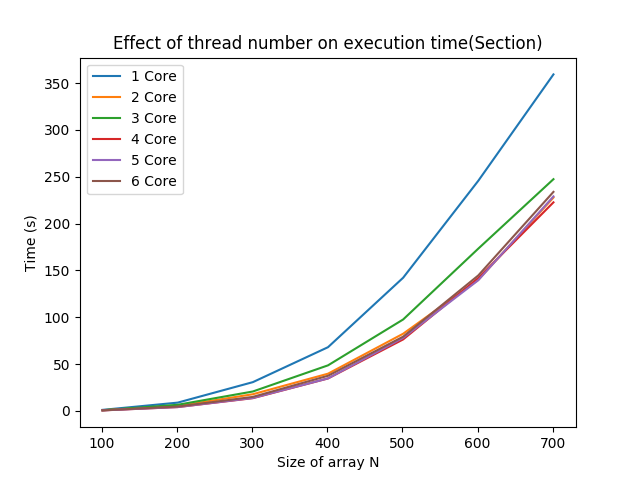 Effect of thread number on execution time(Section)
1 Core
2 Core
3 Core
4 Core
5 Core
6 Core
Time (s)
350
300
250
200
150
100
50
0
100 200 300 400 500 600 700
Size of array N